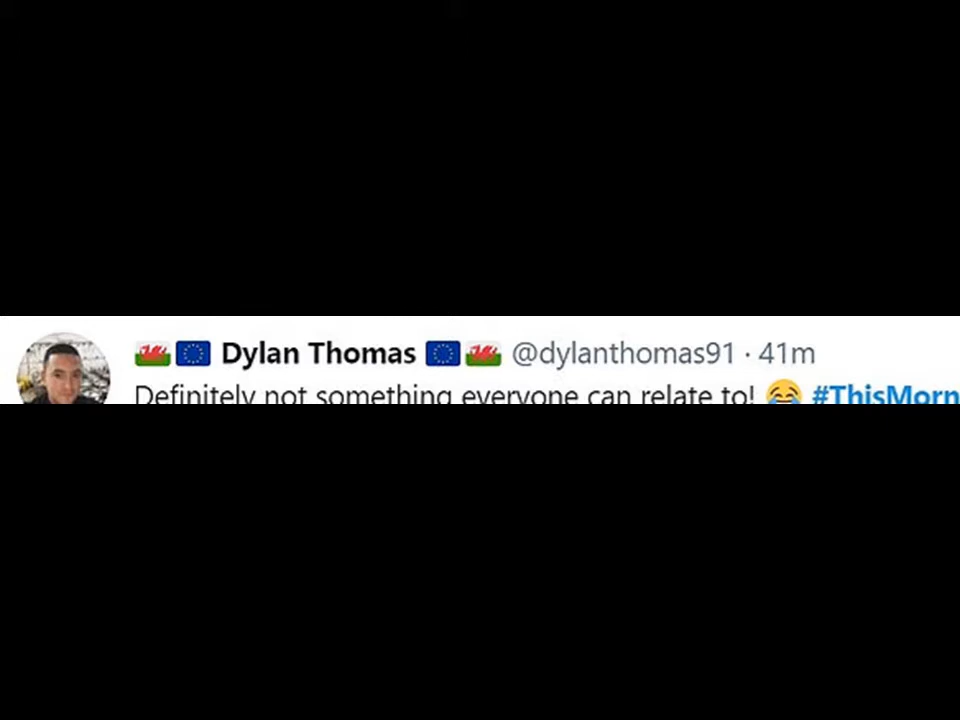 🏴󠁧󠁢󠁷󠁬󠁳󠁿🇪🇺 Dylan Thomas 🇪🇺🏴󠁧󠁢󠁷󠁬󠁳󠁿 @dylanthomas91 · 41m
Definitely not something everyone can relate to! 😂 #ThisMorn